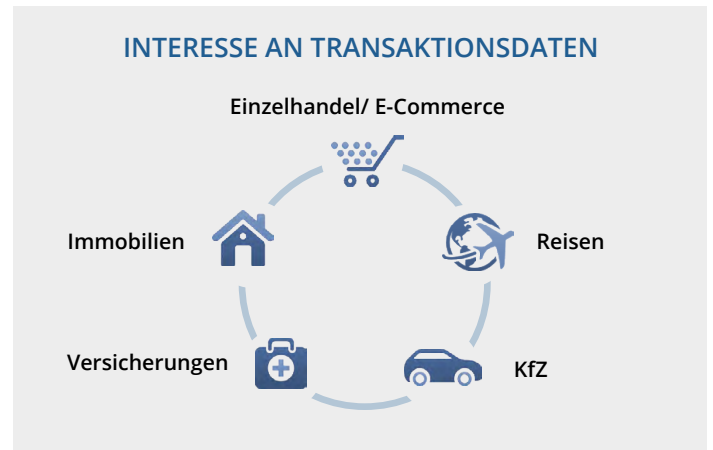 INTERESSE AN TRANSAKTIONSDATEN
Einzelhandel/ E-Commerce
Immobilien
Reisen
Versicherungen
KfZ